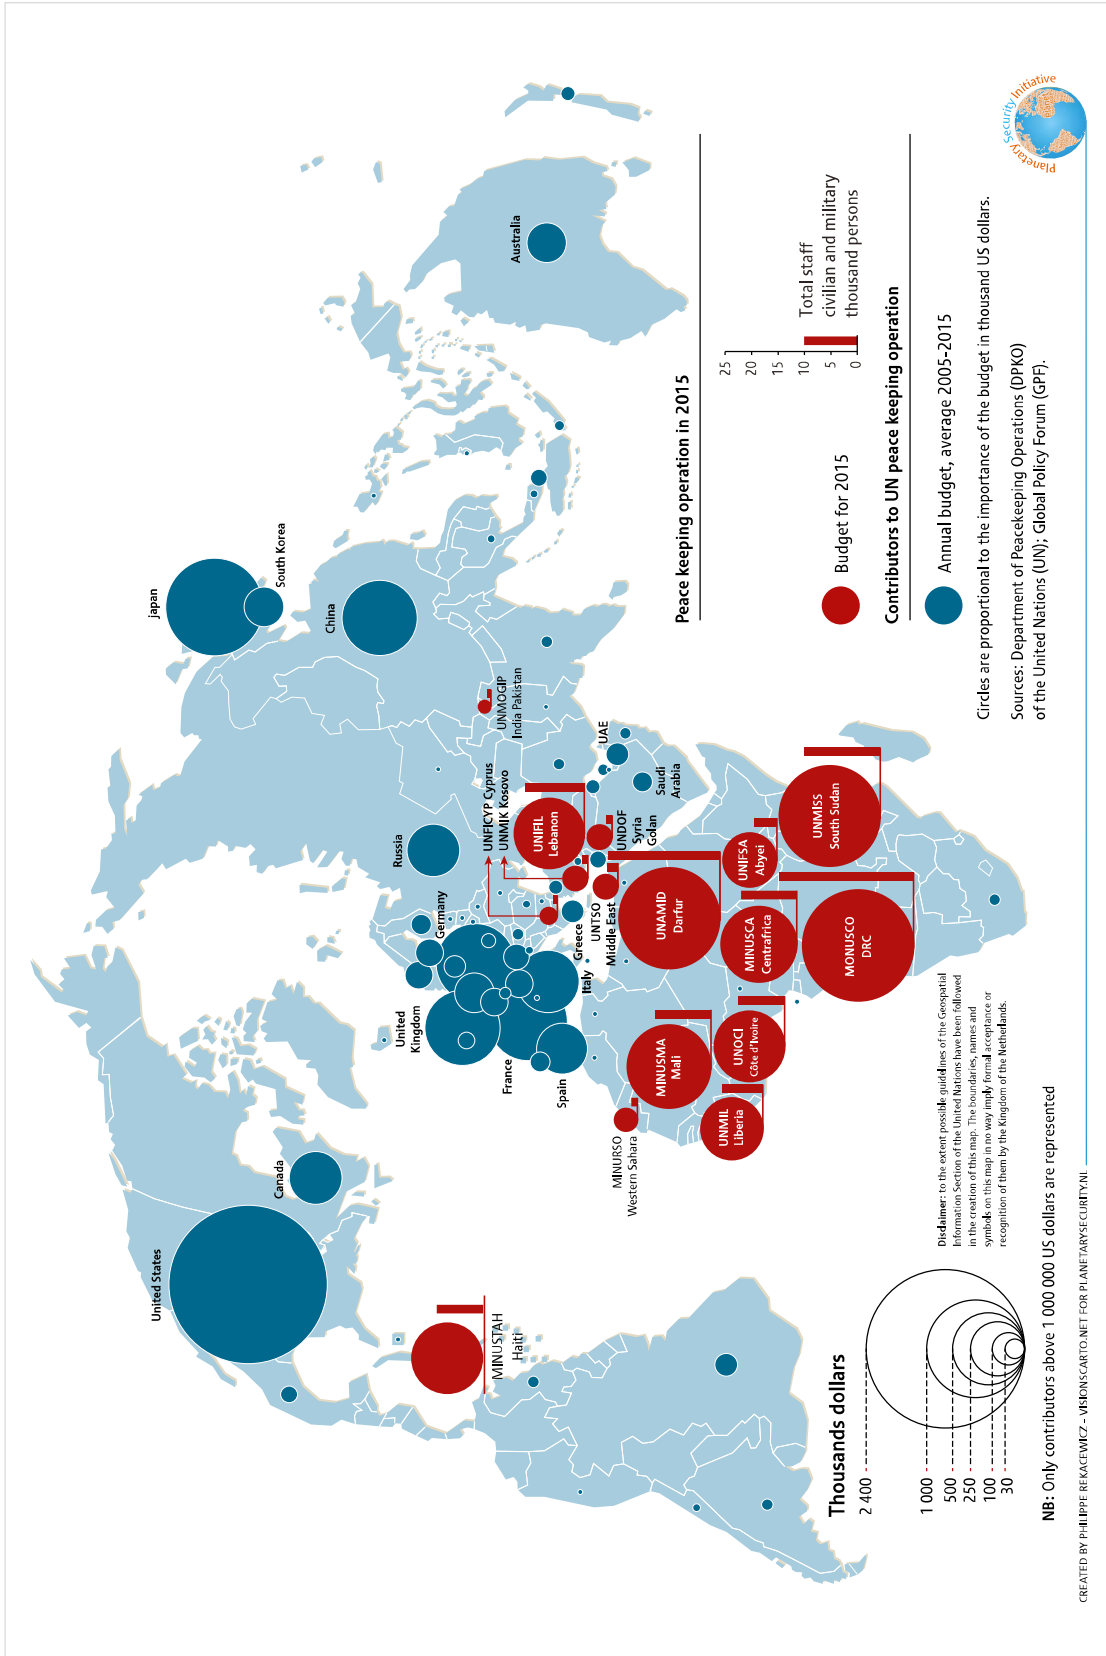 United States
Canada
MINUSTAH
Haiti
United
Kingdom
France
Spain
Germany
Italy
Greece
Russia
Japan
South Korea
China
Australia
UNFICYP Cyprus
UNMIK Kosovo
UNIFIL
Lebanon
UNDOF
Syria
Golan
UNTSO
Middle East
UNMOGIP
India Pakistan
UAE
Saudi
Arabia
MINURSO
Western Sahara
MINUSMA
Mali
UNMIL
Liberia
UNOCI
Côte d'Ivoire
UNAMID
Darfur
MINUSCA
Centrafrica
UNIFSA
Abyei
MONUSCO
DRC
UNMISS
South Sudan
Peace keeping operation in 2015
25
20
15
10
5
0
Total staff
civilian and military
thousand persons
Budget for 2015
Contributors to UN peace keeping operation
Annual budget, average 2005-2015
Circles are proportional to the importance of the budget in thousand US dollars.
Sources: Department of Peacekeeping Operations (DPKO)
of the United Nations (UN); Global Policy Forum (GPF).
Thousands dollars
2 400
1 000
500
250
100
30
Disclaimer: to the extent possible guidelines of the Geospatial
Information Section of the United Nations have been followed
in the creation of this map. The boundaries, names and
symbols on this map in no way imply formal acceptance or
recognition of them by the Kingdom of the Netherlands.
NB: Only contributors above 1 000 000 US dollars are represented
CREATED BY PHILIPPE REKACEWICZ – VISIONSCARTO.NET FOR PLANETARYSECURITY.NL
Planetary Security Initiative